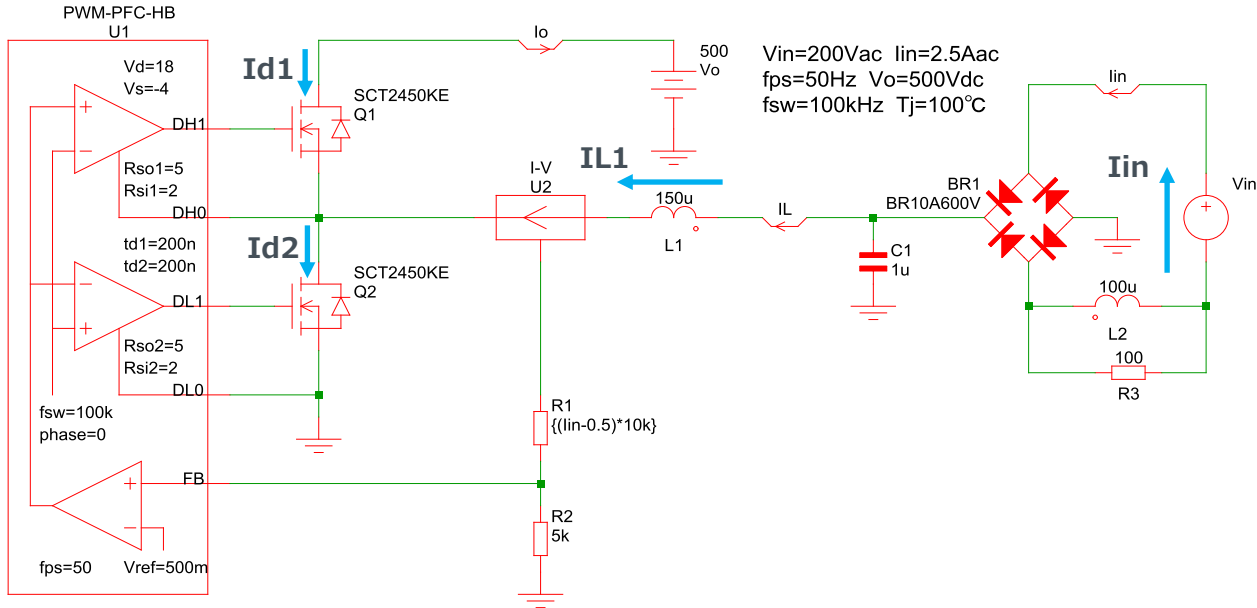 PWM-PFC-HB
U1
Vd=18
Vs=-4
+
−
DH1
Rso1=5
Rsi1=2
DH0
td1=200n
td2=200n
−
+
DL1
Rso2=5
Rsi2=2
DL0
fsw=100k
phase=0
FB
+
−
fps=50
Vref=500m
Id1
SCT2450KE
Q1
Id2
SCT2450KE
Q2
Io
500
Vo
I-V
U2
IL1
150u
L1
IL
R1
{(Iin-0.5)*10k}
R2
5k
Vin=200Vac Iin=2.5Aac
fps=50Hz Vo=500Vdc
fsw=100kHz Tj=100℃
C1
1u
BR1
BR10A600V
Iin
Iin
Vin
+
100u
L2
100
R3